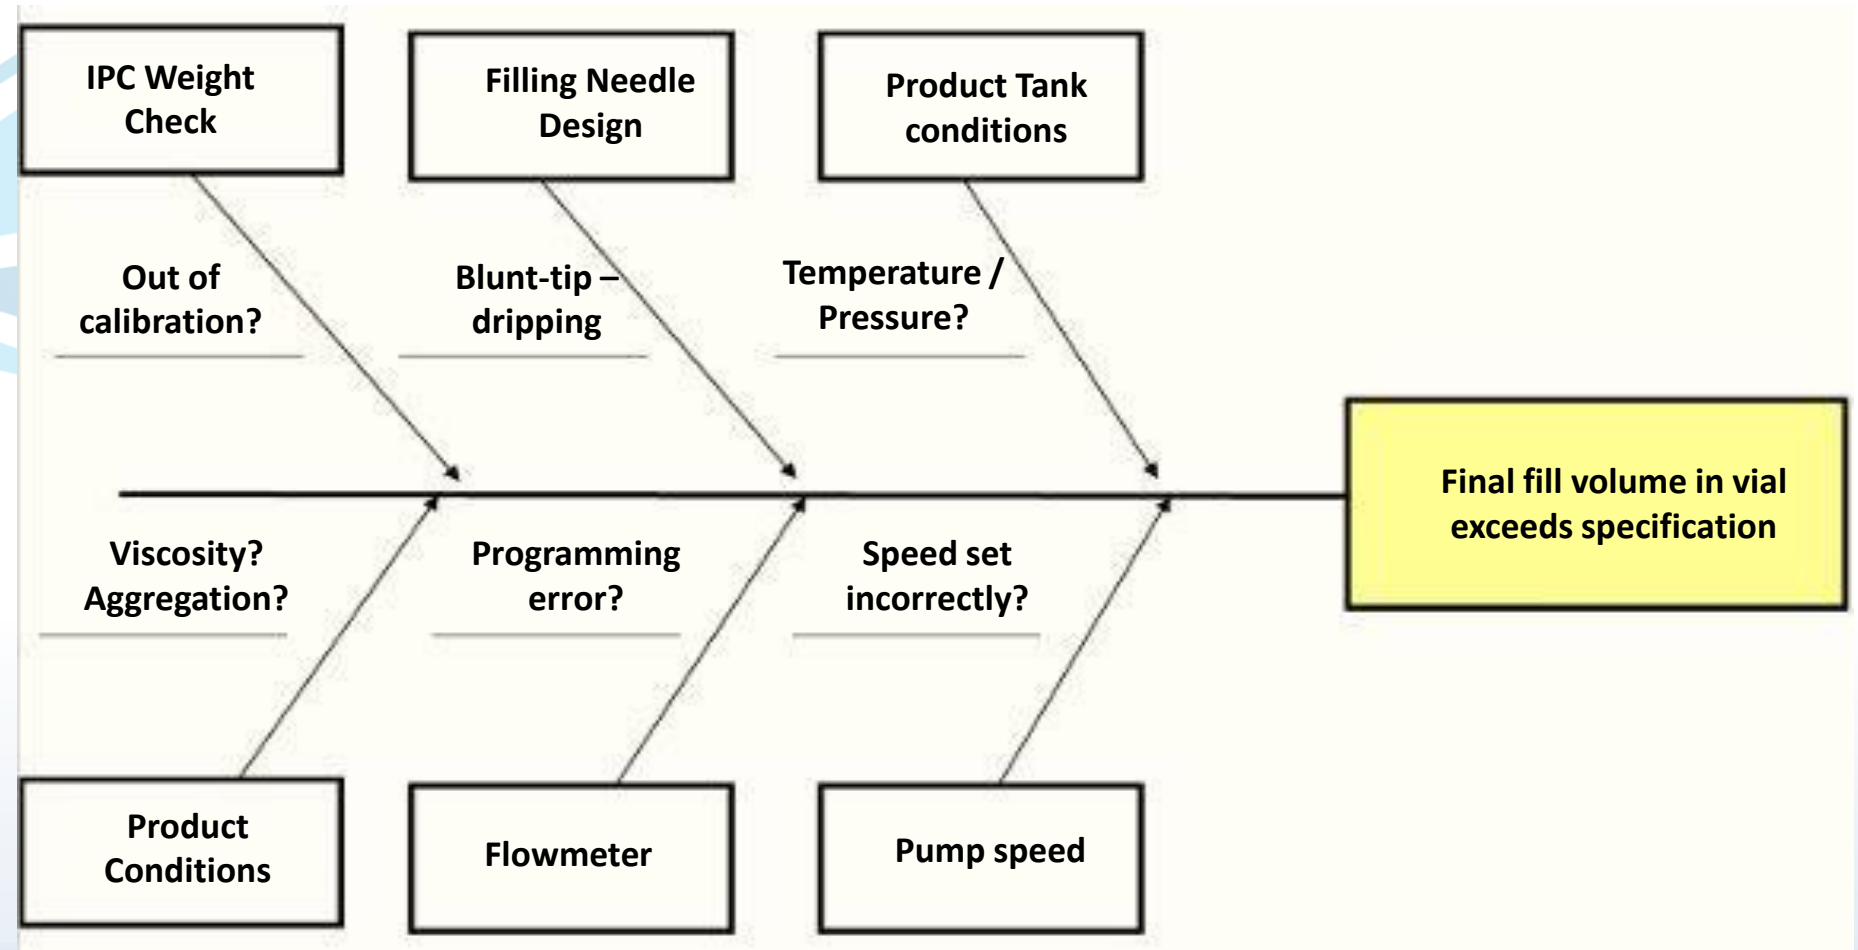 IPC Weight
Check
Filling Needle
Design
Product Tank
conditions
Out of
calibration?
Blunt-tip –
dripping
Temperature /
Pressure?
Final fill volume in vial
exceeds specification
Viscosity?
Aggregation?
Programming
error?
Speed set
incorrectly?
Product
Conditions
Flowmeter
Pump speed